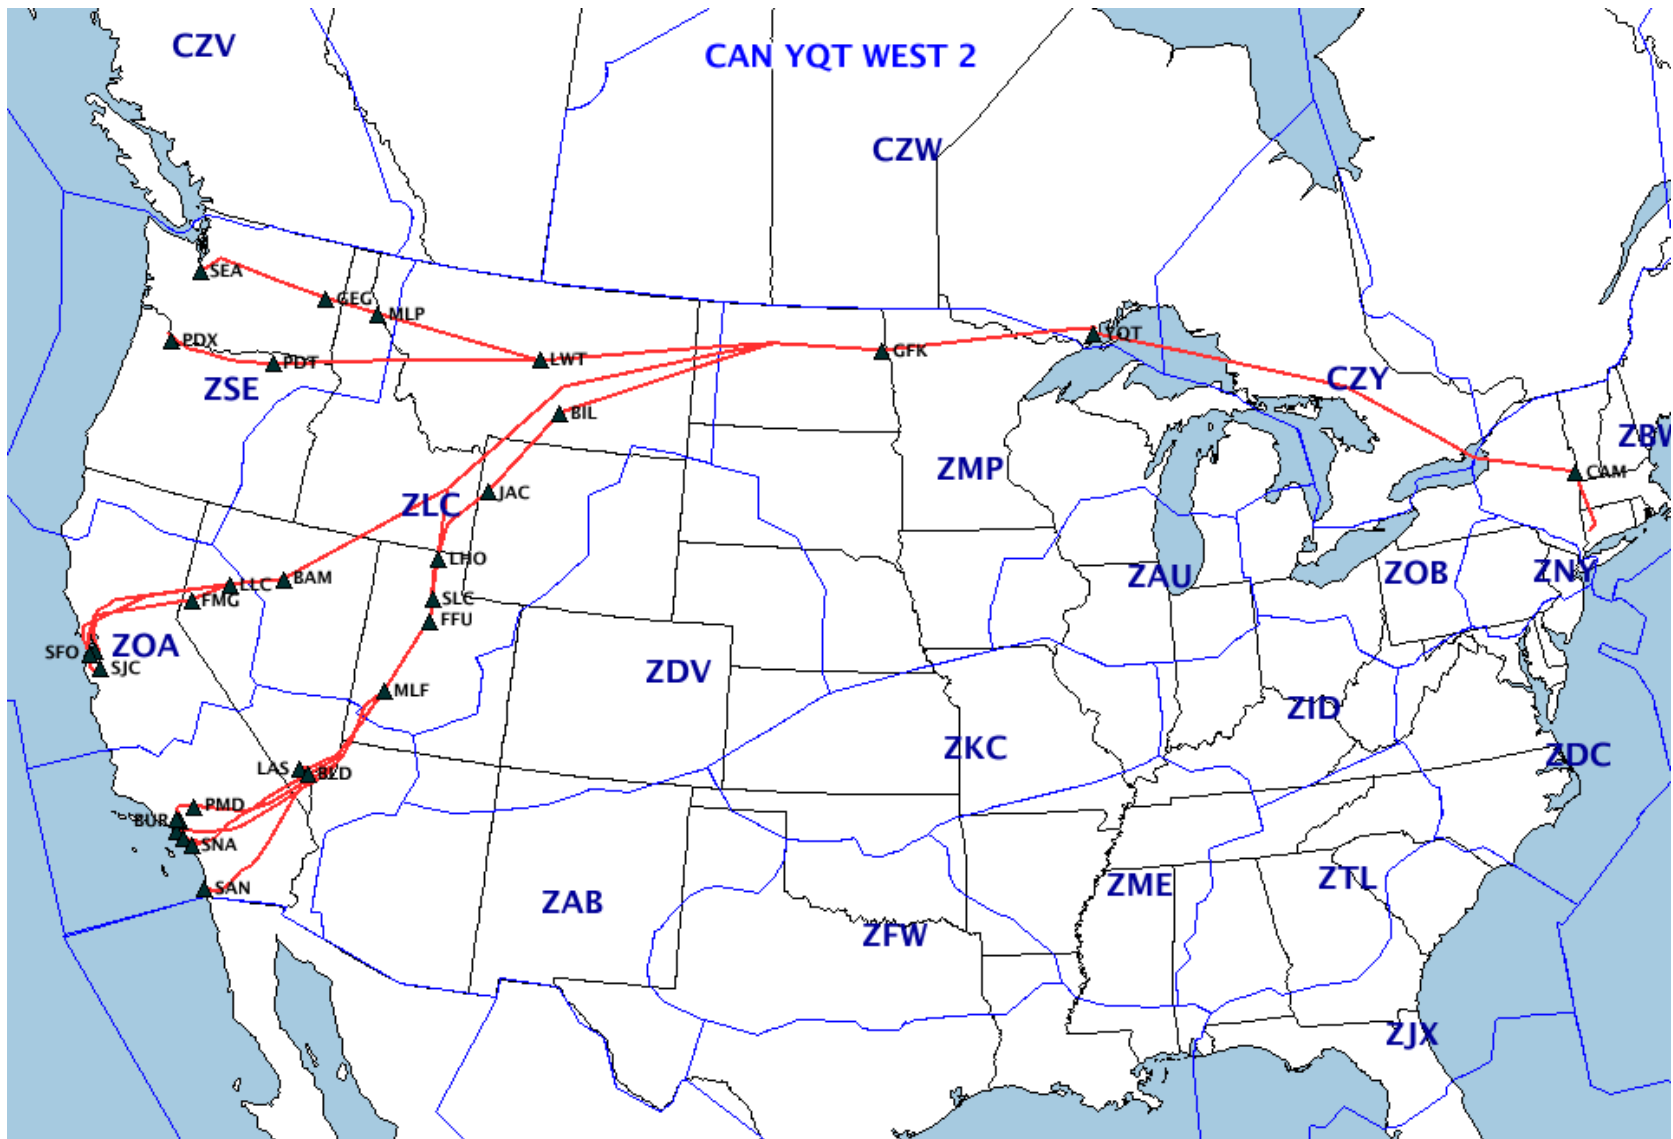 CZV
CAN YQT WEST 2
CZW
SEA
GEG
MLP
PDX
PDT
LWT
GFK
YQT
ZSE
CZY
BIL
ZBW
ZMP
CAM
JAC
ZLC
LHO
BAM
LLC
FMG
SLC
FFU
ZAU
ZOB
ZNY
SFO
ZOA
SJC
ZDV
MLF
ZID
ZKC
ZDC
LAS
BLD
PMD
BUR
SNA
SAN
ZAB
ZME
ZTL
ZFW
ZJX